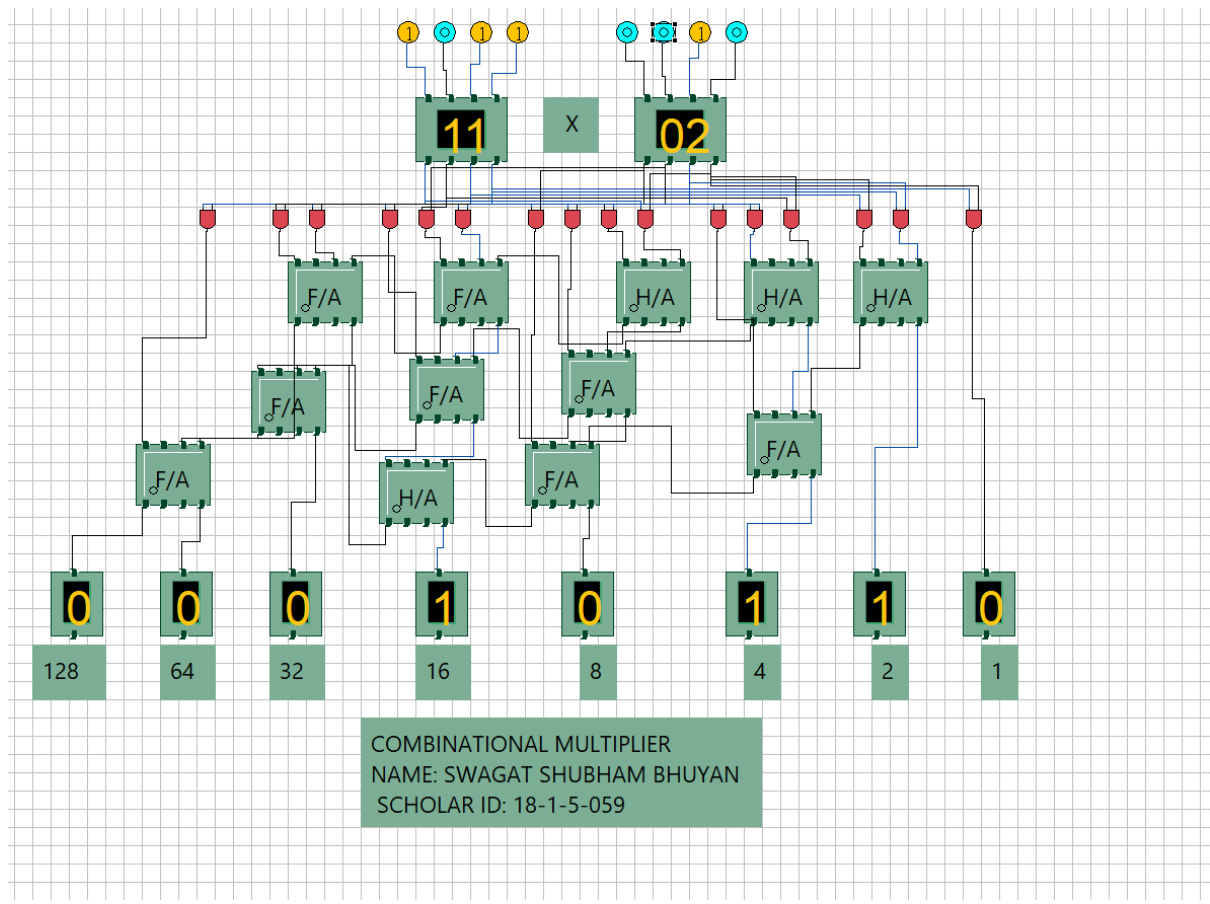 1 0 1 1 0 0 1 0
11 X 02
F/A F/A H/A H/A H/A
F/A F/A F/A
F/A H/A F/A F/A
0 0 0 1 0 1 1 0
128 64 32 16 8 4 2 1
COMBINATIONAL MULTIPLIER
NAME: SWAGAT SHUBHAM BHUYAN
SCHOLAR ID: 18-1-5-059